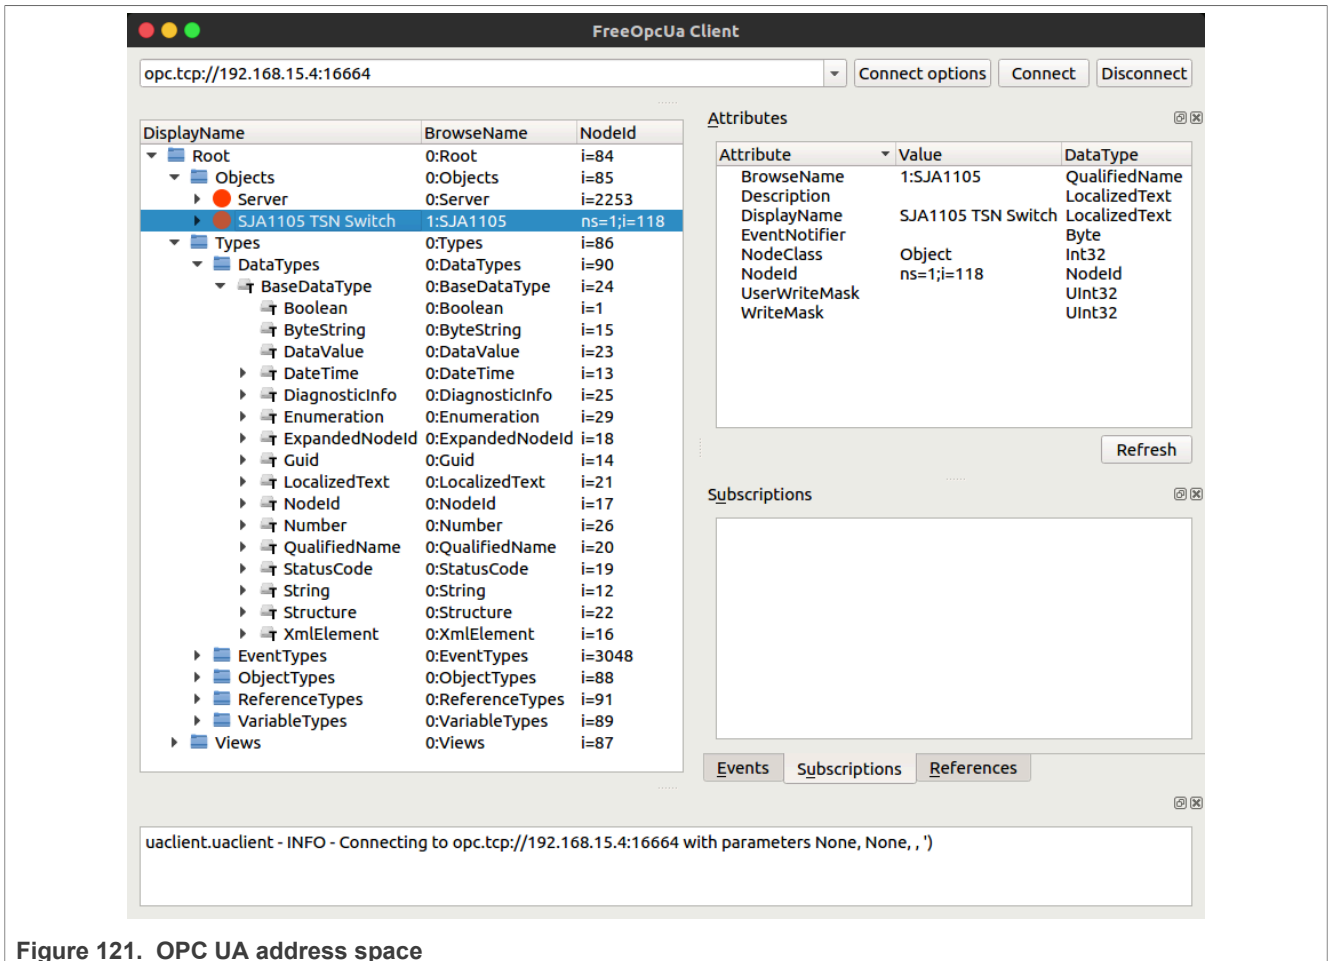 FreeOpcUa Client
opc.tcp://192.168.15.4:16664
Connect options
Connect
Disconnect
DisplayName BrowseName NodeId
Root 0:Root i=84
Objects 0:Objects i=85
Server 0:Server i=2253
SJA1105 TSN Switch 1:SJA1105 ns=1;i=118
Types 0:Types i=86
DataTypes 0:DataTypes i=90
BaseDataType 0:BaseDataType i=24
Boolean 0:Boolean i=1
ByteString 0:ByteString i=15
DataValue 0:DataValue i=23
DateTime 0:DateTime i=13
DiagnosticInfo 0:DiagnosticInfo i=25
Enumeration 0:Enumeration i=29
ExpandedNodeId 0:ExpandedNodeId i=18
Guid 0:Guid i=14
LocalizedText 0:LocalizedText i=21
NodeId 0:NodeId i=17
Number 0:Number i=26
QualifiedName 0:QualifiedName i=20
StatusCode 0:StatusCode i=19
String 0:String i=12
Structure 0:Structure i=22
XmlElement 0:XmlElement i=16
EventTypes 0:EventTypes i=3048
ObjectTypes 0:ObjectTypes i=88
ReferenceTypes 0:ReferenceTypes i=91
VariableTypes 0:VariableTypes i=89
Views 0:Views i=87
Attributes
Attribute Value DataType
BrowseName 1:SJA1105 QualifiedName
Description LocalizedText
DisplayName SJA1105 TSN Switch LocalizedText
EventNotifier Byte
NodeClass Object Int32
NodeId ns=1;i=118 NodeId
UserWriteMask UInt32
WriteMask UInt32
Refresh
Subscriptions
Events
Subscriptions
References
uaclient.uaclient - INFO - Connecting to opc.tcp://192.168.15.4:16664 with parameters None, None, , ')
Figure 121. OPC UA address space